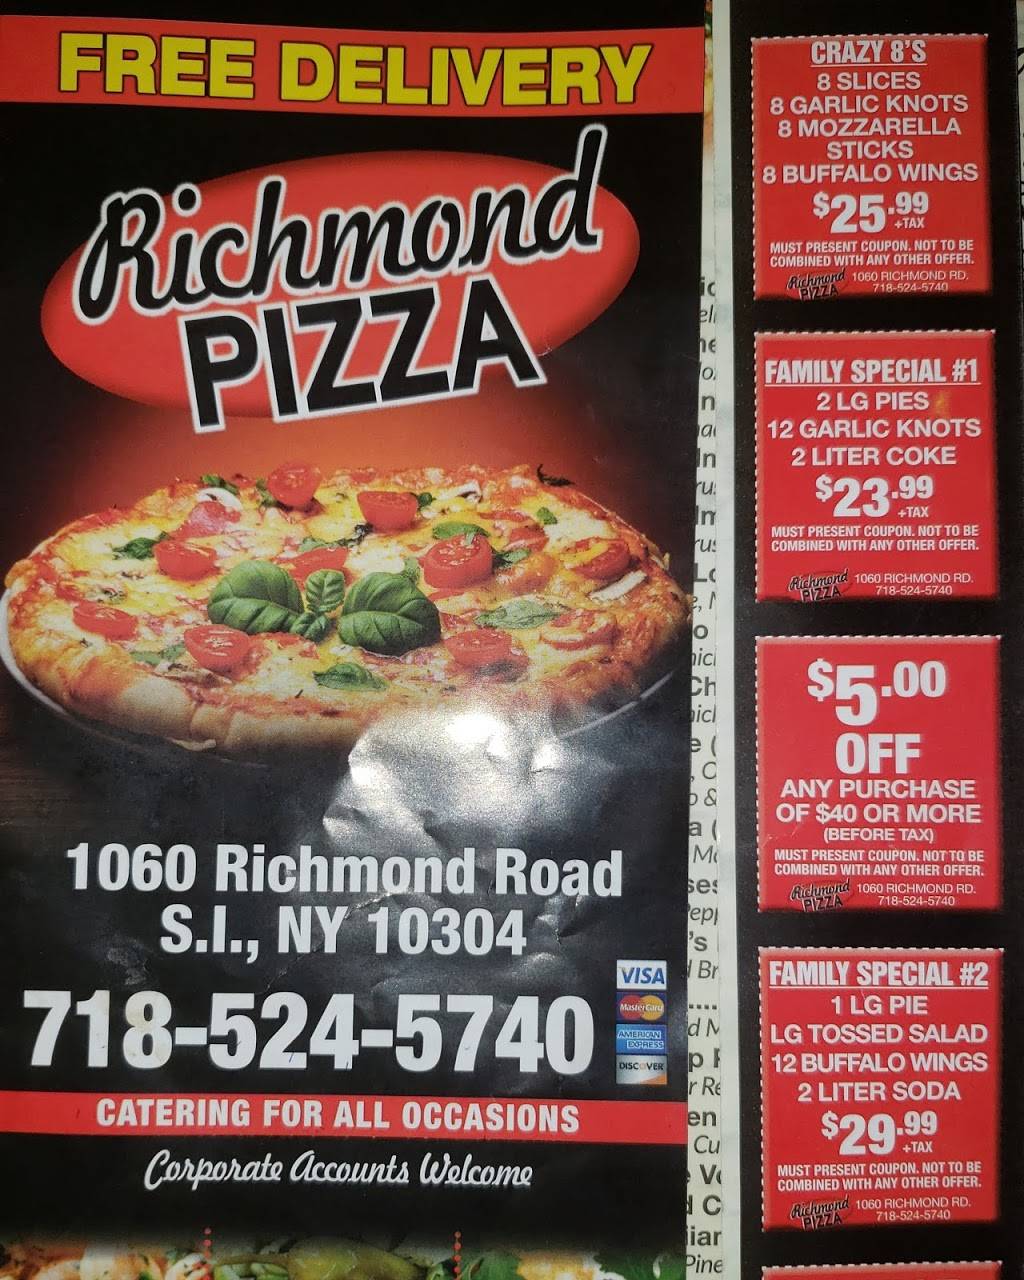 FREE DELIVERY
Richmond
PIZZA
1060 Richmond Road
S.I., NY 10304
718-524-5740
VISA
MasterCard
AMERICAN
EXPRESS
DISCOVER
CATERING FOR ALL OCCASIONS
Corporate Accounts Welcome
CRAZY 8'S
8 SLICES
8 GARLIC KNOTS
8 MOZZARELLA
STICKS
8 BUFFALO WINGS
$25.99
+TAX
MUST PRESENT COUPON. NOT TO BE
COMBINED WITH ANY OTHER OFFER.
Richmond PIZZA 1060 RICHMOND RD.
718-524-5740
FAMILY SPECIAL #1
2 LG PIES
12 GARLIC KNOTS
2 LITER COKE
$23.99
+TAX
MUST PRESENT COUPON. NOT TO BE
COMBINED WITH ANY OTHER OFFER.
Richmond PIZZA 1060 RICHMOND RD.
718-524-5740
$5.00
OFF
ANY PURCHASE
OF $40 OR MORE
(BEFORE TAX)
MUST PRESENT COUPON. NOT TO BE
COMBINED WITH ANY OTHER OFFER.
Richmond PIZZA 1060 RICHMOND RD.
718-524-5740
FAMILY SPECIAL #2
1 LG PIE
LG TOSSED SALAD
12 BUFFALO WINGS
2 LITER SODA
$29.99
+TAX
MUST PRESENT COUPON. NOT TO BE
COMBINED WITH ANY OTHER OFFER.
Richmond PIZZA 1060 RICHMOND RD.
718-524-5740